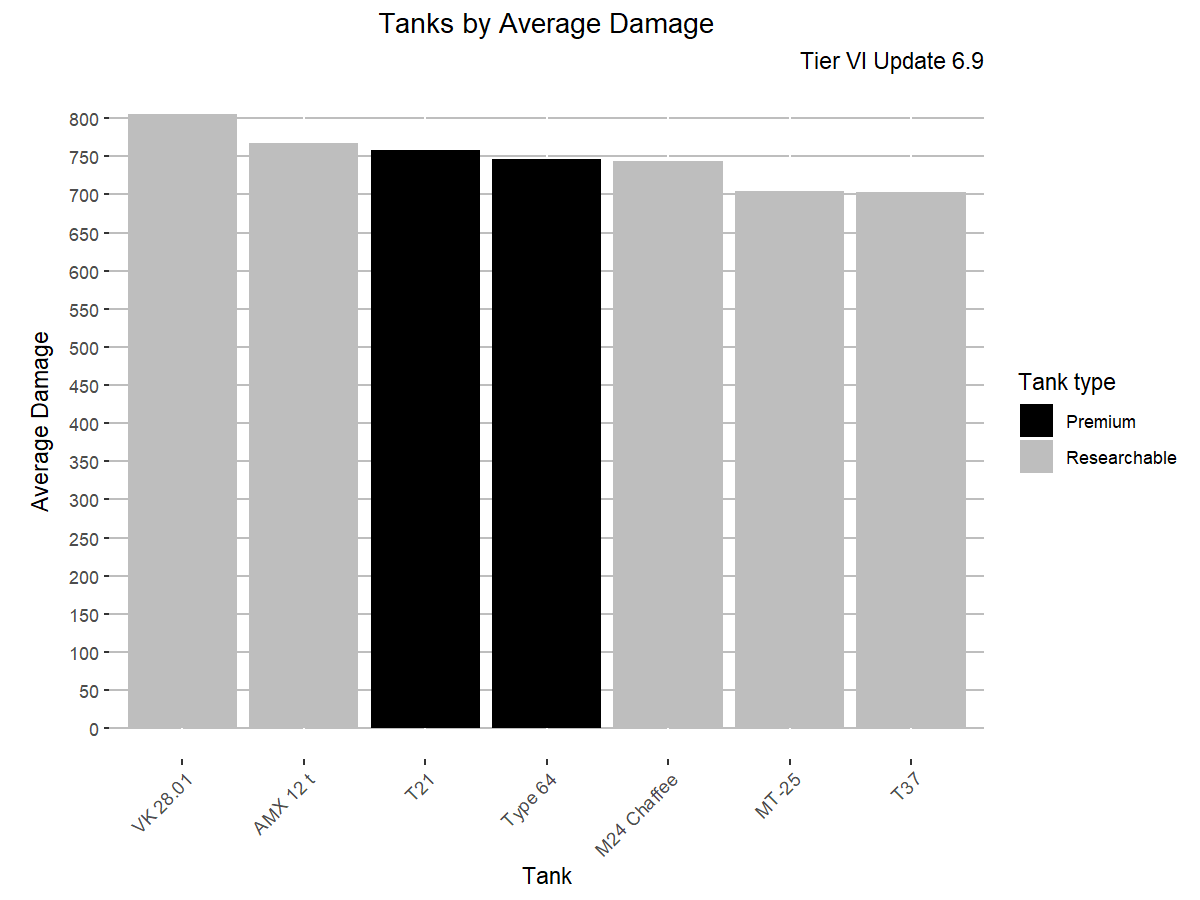 Tanks by Average Damage
Tier VI Update 6.9
Average Damage
800
750
700
650
600
550
500
450
400
350
300
250
200
150
100
50
0
VK 28.01
AMX 12 t
T21
Type 64
M24 Chaffee
MT-25
T37
Tank
Tank type
Premium
Researchable